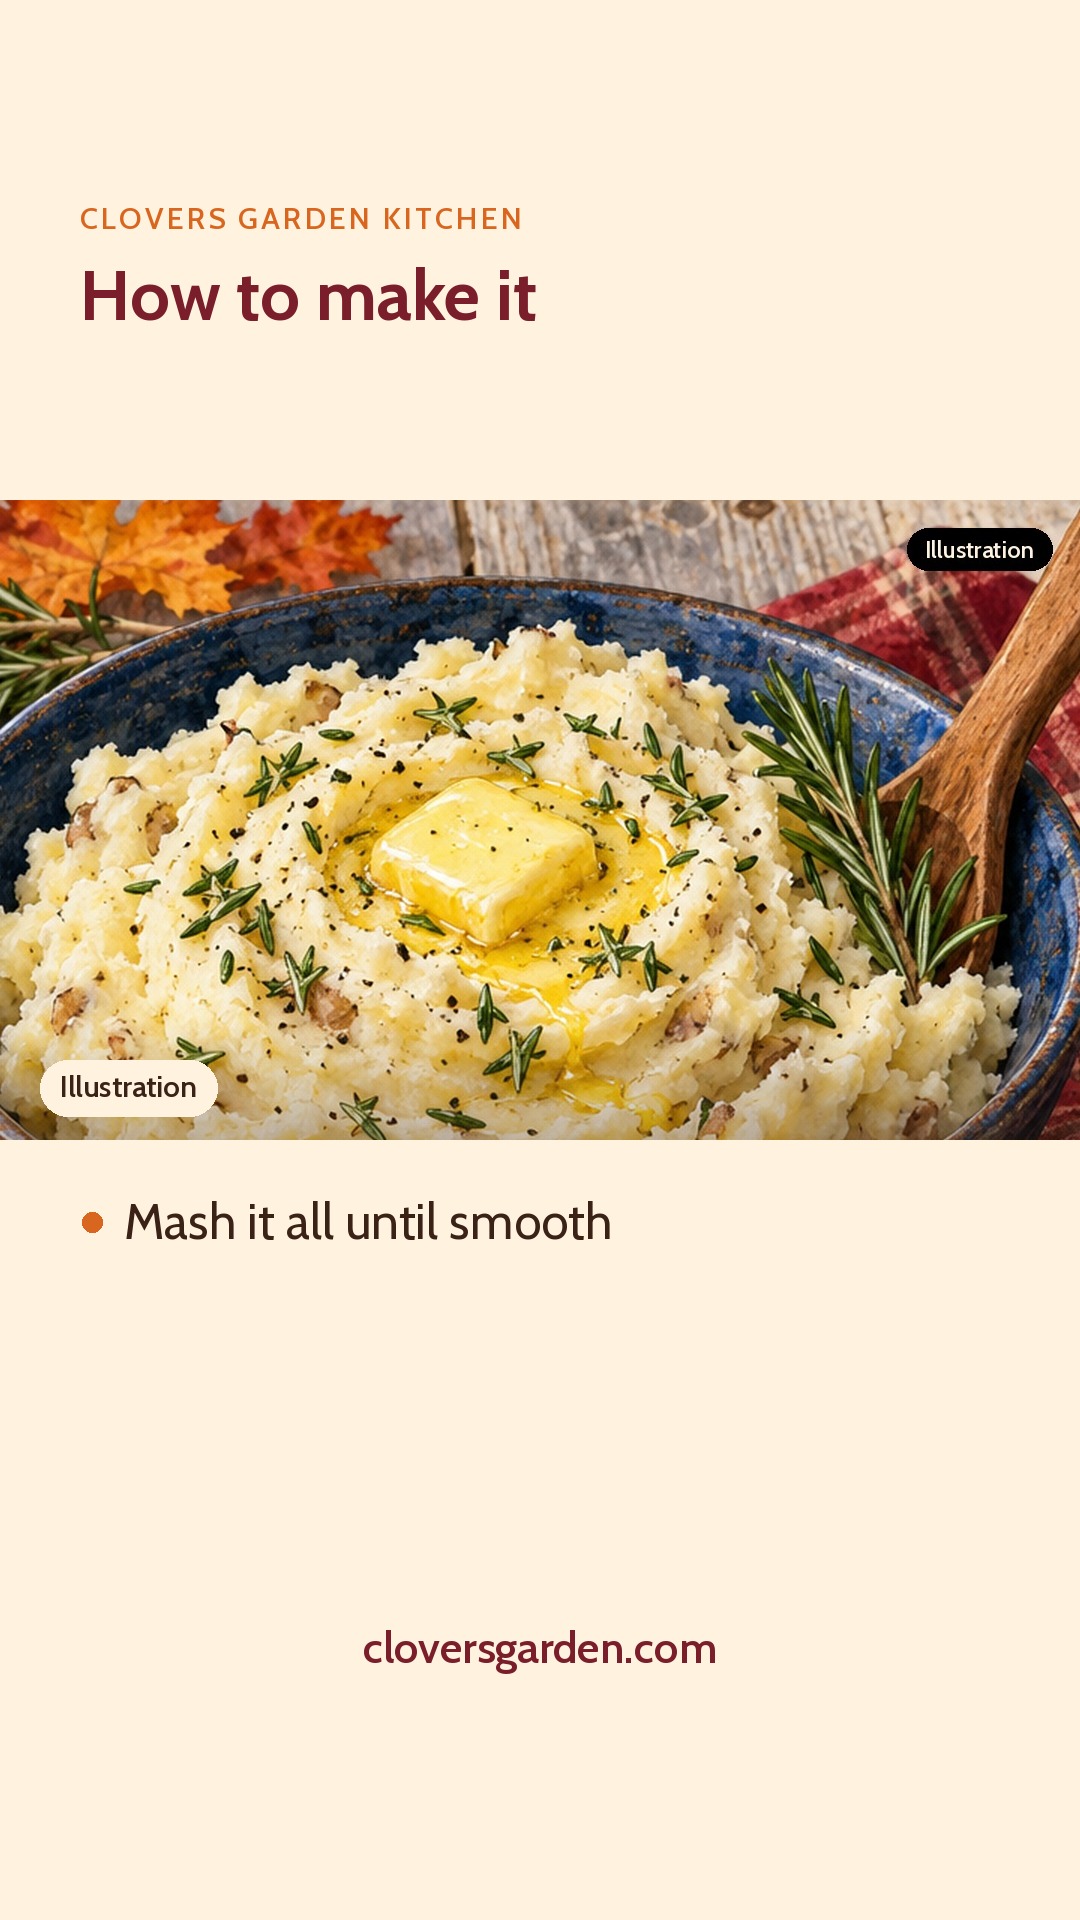 CLOVERS GARDEN KITCHEN
How to make it
Illustration
Illustration
Mash it all until smooth
cloversgarden.com